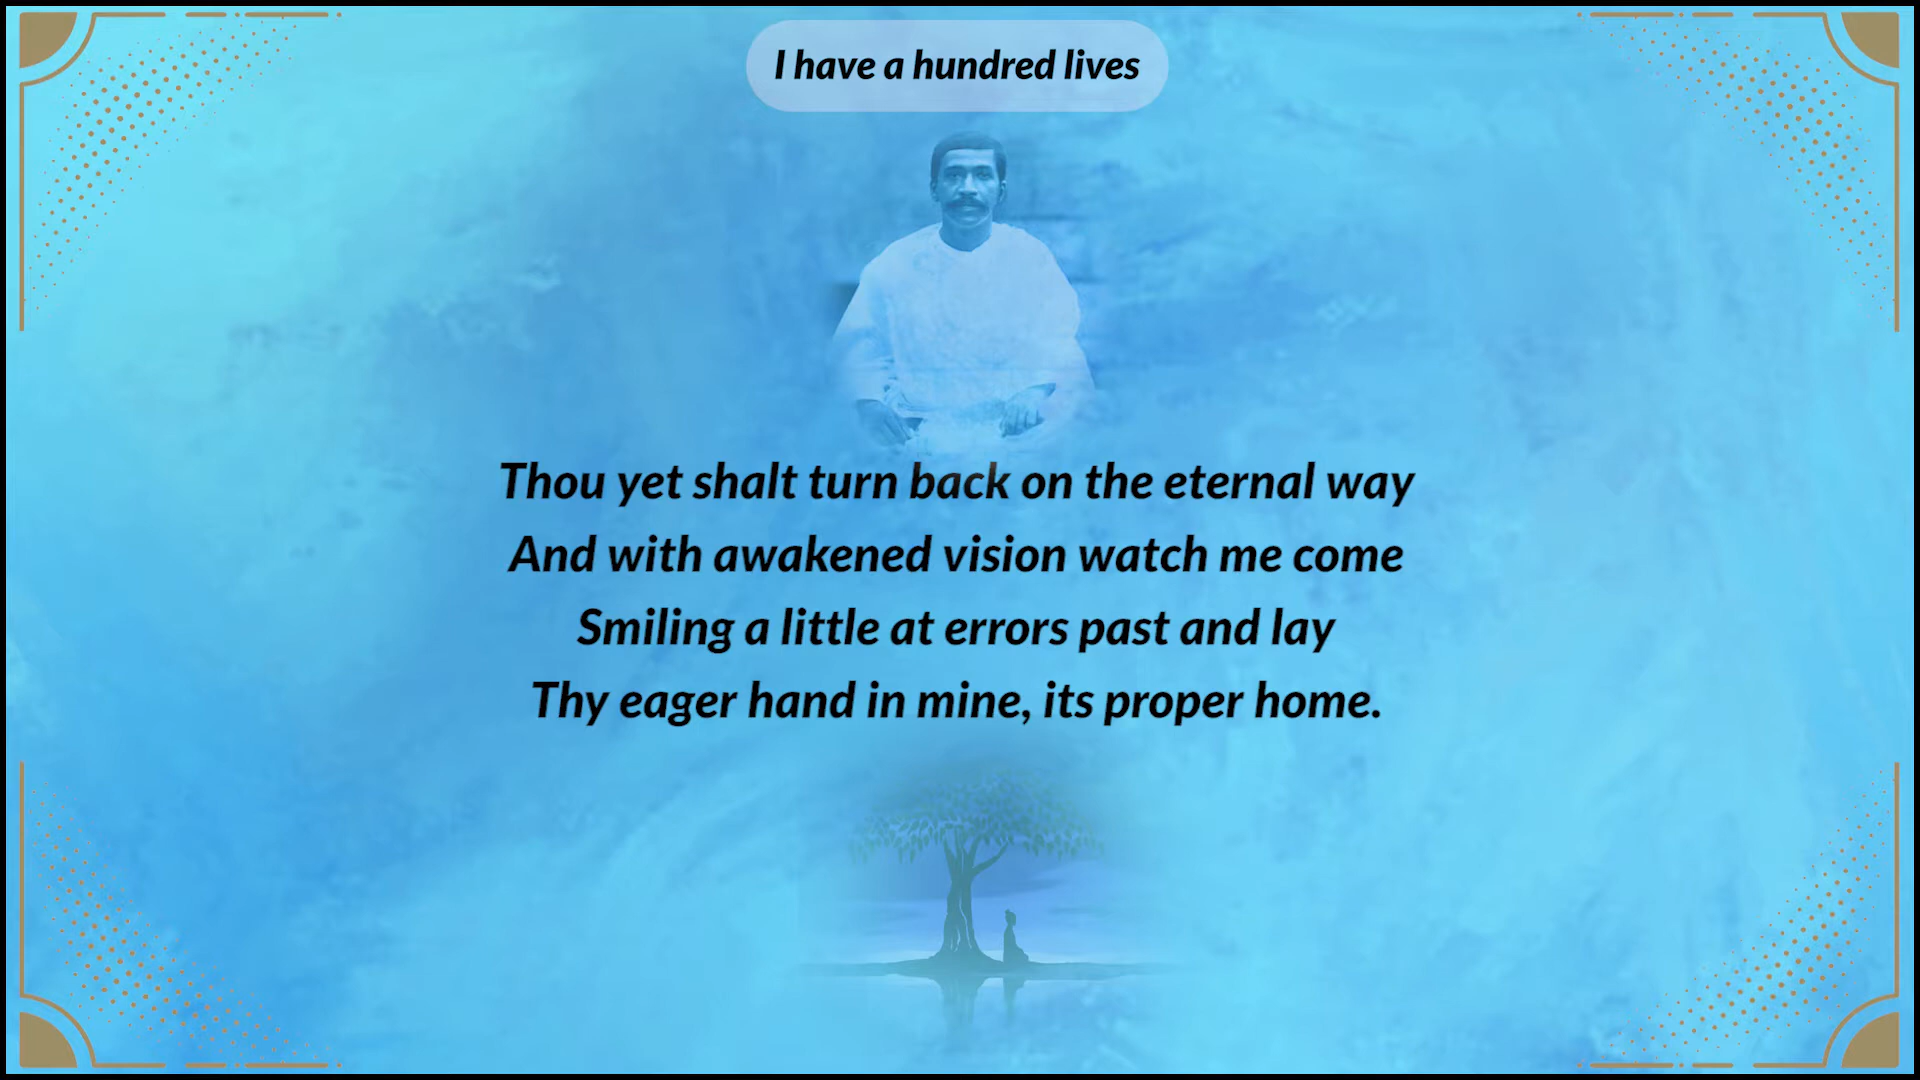 I have a hundred lives
Thou yet shalt turn back on the eternal way
And with awakened vision watch me come
Smiling a little at errors past and lay
Thy eager hand in mine, its proper home.